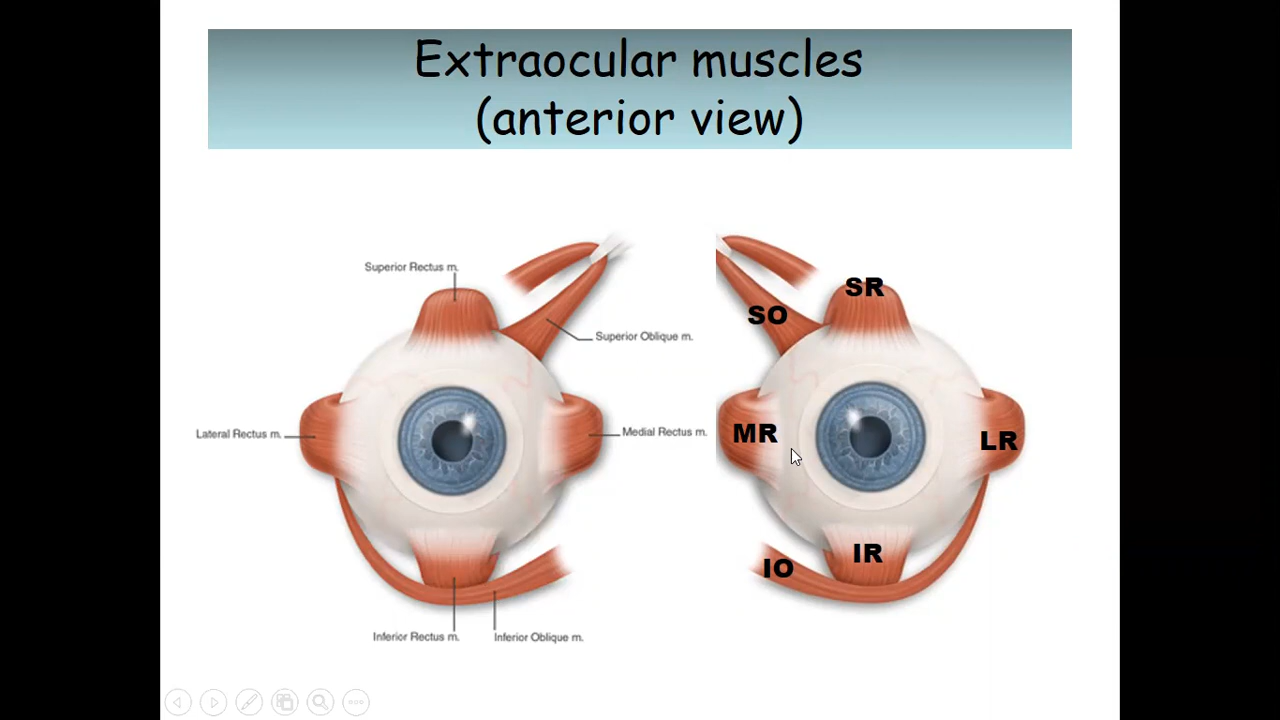 Extraocular muscles
(anterior view)
Superior Rectus m.
SR
SO
Superior Oblique m.
Lateral Rectus m.
Medial Rectus m.
MR
LR
IR
IO
Inferior Rectus m.
Inferior Oblique m.